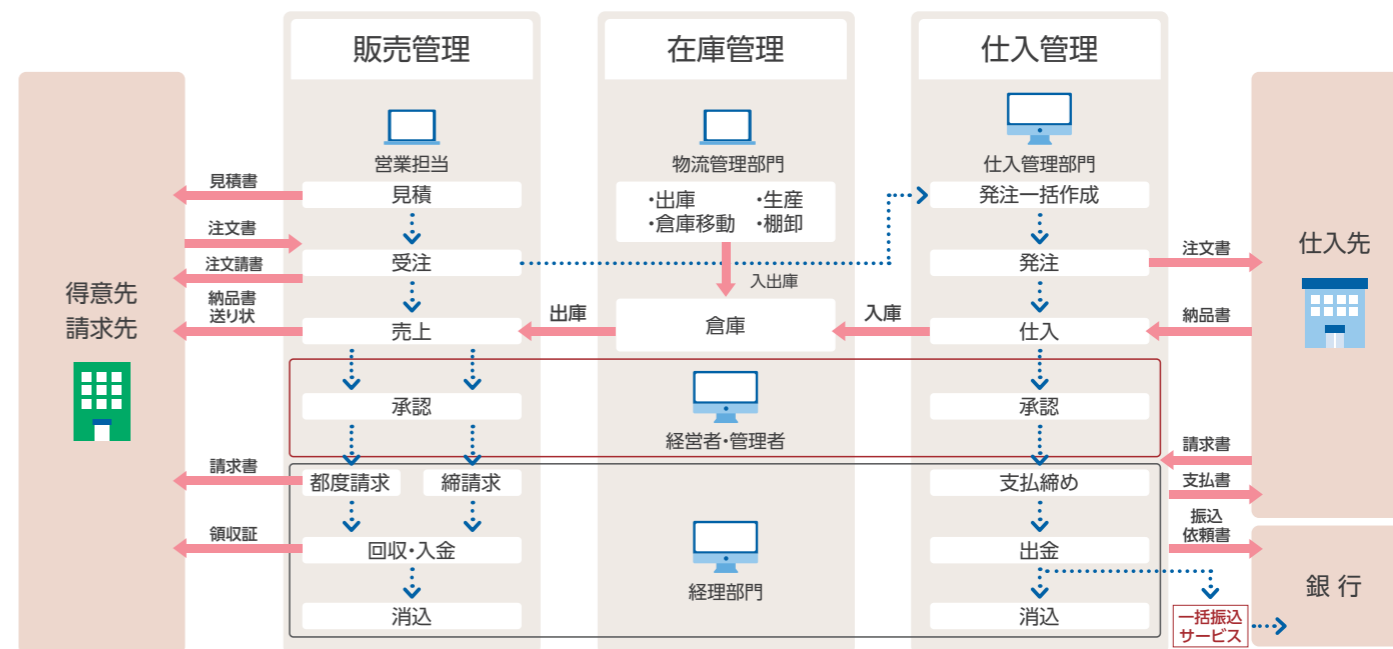 販売管理
在庫管理
仕入管理
営業担当
物流管理部門
仕入管理部門
見積書
見積
・出庫 ・生産
・倉庫移動 ・棚卸
発注一括作成
注文書
注文請書
受注
入出庫
発注
注文書
仕入先
得意先
請求先
納品書
送り状
売上
出庫
倉庫
入庫
仕入
納品書
承認
経営者・管理者
承認
請求書
都度請求
締請求
支払締め
請求書
支払書
領収証
回収・入金
経理部門
出金
振込
依頼書
銀行
消込
消込
一括振込
サービス